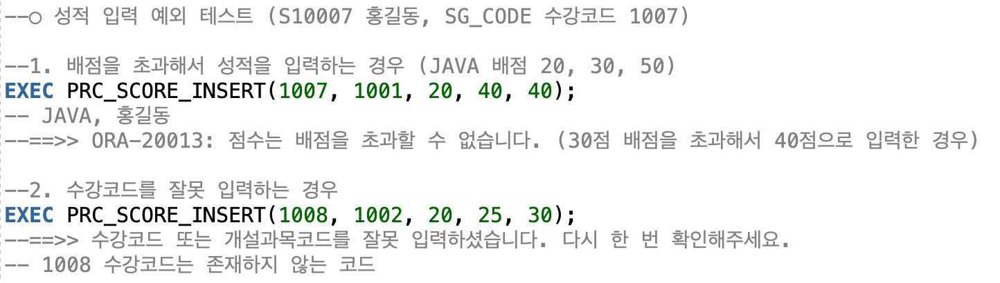 --○ 성적 입력 예외 테스트 (S10007 홍길동, SG_CODE 수강코드 1007)
--1. 배점을 초과해서 성적을 입력하는 경우 (JAVA 배점 20, 30, 50)
EXEC PRC_SCORE_INSERT(1007, 1001, 20, 40, 40);
-- JAVA, 홍길동
--==>> ORA-20013: 점수는 배점을 초과할 수 없습니다. (30점 배점을 초과해서 40점으로 입력한 경우)
--2. 수강코드를 잘못 입력하는 경우
EXEC PRC_SCORE_INSERT(1008, 1002, 20, 25, 30);
--==>> 수강코드 또는 개설과목코드를 잘못 입력하셨습니다. 다시 한 번 확인해주세요.
-- 1008 수강코드는 존재하지 않는 코드